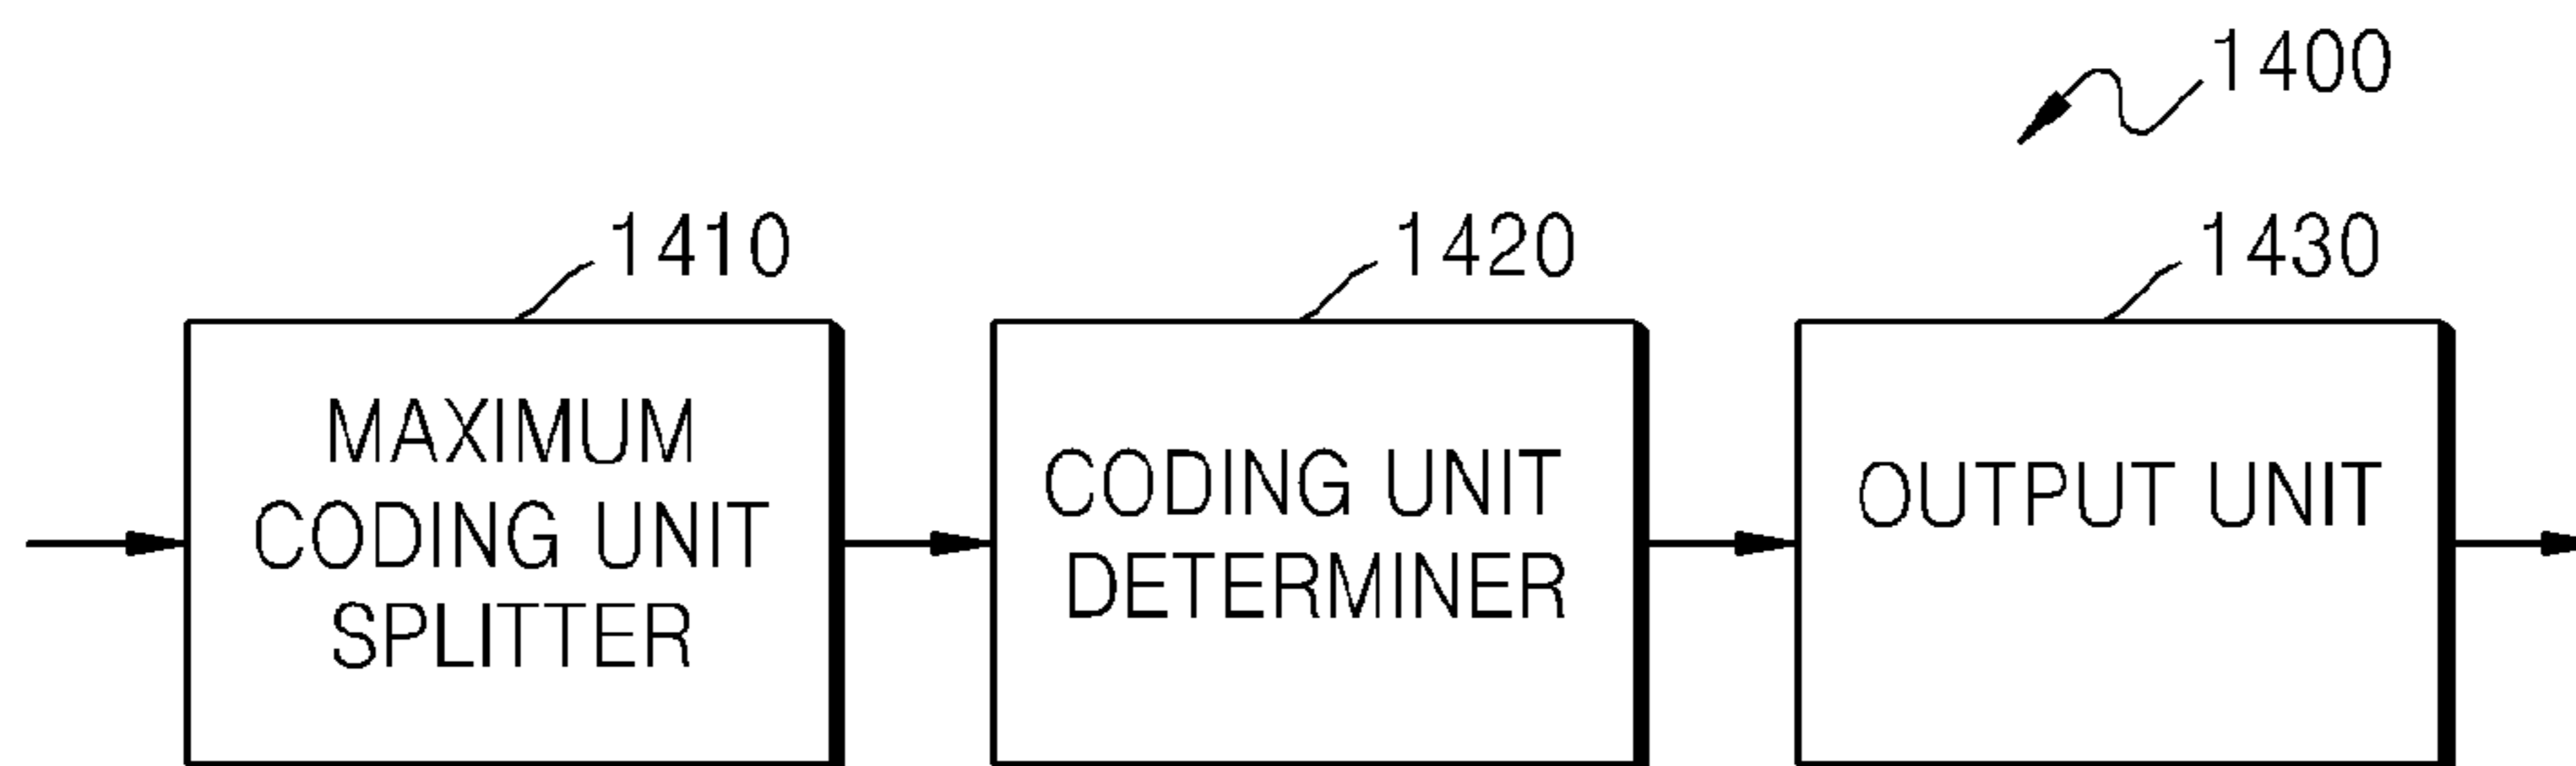 1400
1410
1420
1430
MAXIMUM
CODING UNIT
SPLITTER
CODING UNIT
DETERMINER
OUTPUT UNIT